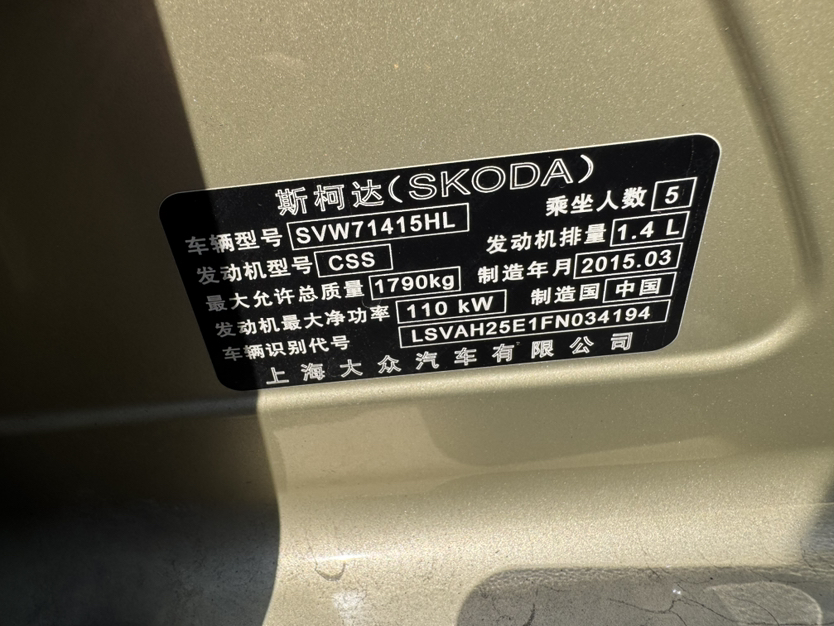 斯柯达(SKODA)
车辆型号 SVW71415HL 乘坐人数 5
发动机型号 CSS 发动机排量 1.4 L
最大允许总质量 1790kg 制造年月 2015.03
发动机最大净功率 110 kW 制造国 中国
车辆识别代号 LSVAH25E1FN034194
上海大众汽车有限公司